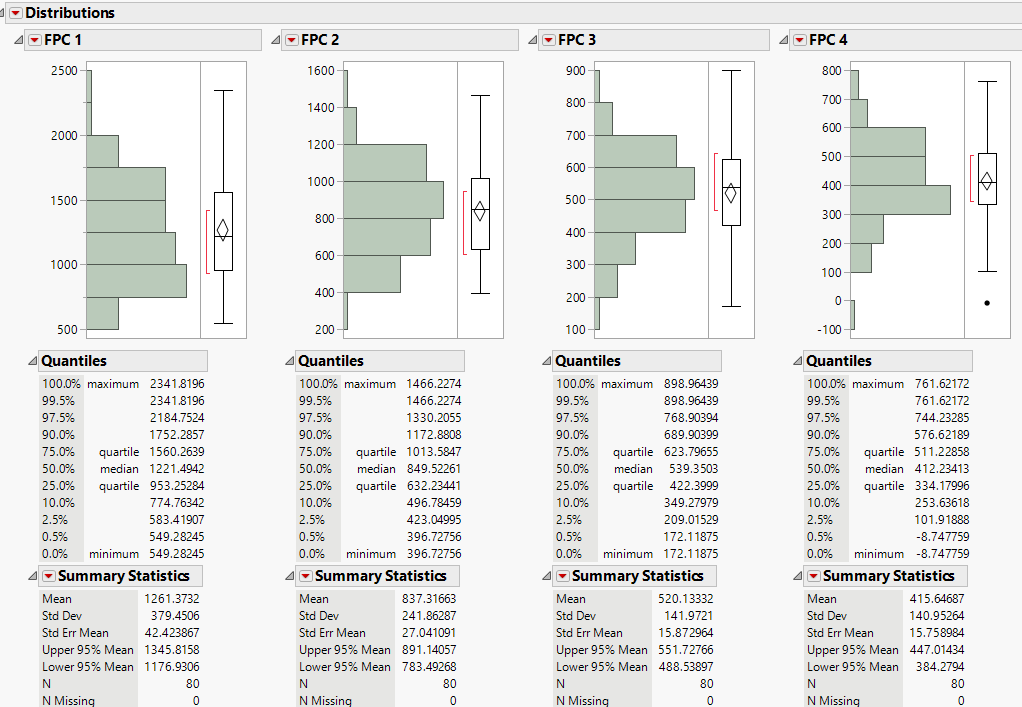 Distributions
FPC 1
2500
2000
1500
1000
500
Quantiles
100.0% maximum 2341.8196
99.5% 2341.8196
97.5% 2184.7524
90.0% 1752.2857
75.0% quartile 1560.2639
50.0% median 1221.4942
25.0% quartile 953.25284
10.0% 774.76342
2.5% 583.41907
0.5% 549.28245
0.0% minimum 549.28245
Summary Statistics
Mean 1261.3732
Std Dev 379.4506
Std Err Mean 42.423867
Upper 95% Mean 1345.8158
Lower 95% Mean 1176.9306
N 80
N Missing 0
FPC 2
1600
1400
1200
1000
800
600
400
200
Quantiles
100.0% maximum 1466.2274
99.5% 1466.2274
97.5% 1330.2055
90.0% 1172.8808
75.0% quartile 1013.5847
50.0% median 849.52261
25.0% quartile 632.23441
10.0% 496.78459
2.5% 423.04995
0.5% 396.72756
0.0% minimum 396.72756
Summary Statistics
Mean 837.31663
Std Dev 241.86287
Std Err Mean 27.041091
Upper 95% Mean 891.14057
Lower 95% Mean 783.49268
N 80
N Missing 0
FPC 3
900
800
700
600
500
400
300
200
100
Quantiles
100.0% maximum 898.96439
99.5% 898.96439
97.5% 768.90394
90.0% 689.90399
75.0% quartile 623.79655
50.0% median 539.3503
25.0% quartile 422.3999
10.0% 349.27979
2.5% 209.01529
0.5% 172.11875
0.0% minimum 172.11875
Summary Statistics
Mean 520.13332
Std Dev 141.9721
Std Err Mean 15.872964
Upper 95% Mean 551.72766
Lower 95% Mean 488.53897
N 80
N Missing 0
FPC 4
800
700
600
500
400
300
200
100
0
-100
Quantiles
100.0% maximum 761.62172
99.5% 761.62172
97.5% 744.23285
90.0% 576.62189
75.0% quartile 511.22858
50.0% median 412.23413
25.0% quartile 334.17996
10.0% 253.63618
2.5% 101.91888
0.5% -8.747759
0.0% minimum -8.747759
Summary Statistics
Mean 415.64687
Std Dev 140.95264
Std Err Mean 15.758984
Upper 95% Mean 447.01434
Lower 95% Mean 384.2794
N 80
N Missing 0